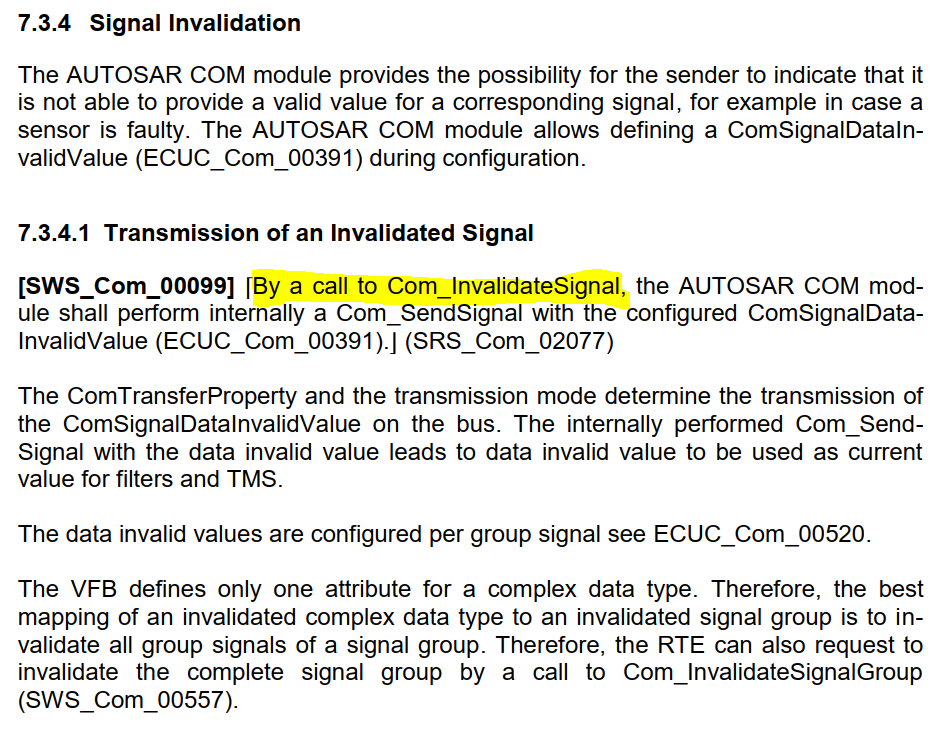 7.3.4 Signal Invalidation
The AUTOSAR COM module provides the possibility for the sender to indicate that it
is not able to provide a valid value for a corresponding signal, for example in case a
sensor is faulty. The AUTOSAR COM module allows defining a ComSignalDataIn-
validValue (ECUC_Com_00391) during configuration.
7.3.4.1 Transmission of an Invalidated Signal
[SWS_Com_00099] ⌈By a call to Com_InvalidateSignal, the AUTOSAR COM mod-
ule shall perform internally a Com_SendSignal with the configured ComSignalData-
InvalidValue (ECUC_Com_00391).⌋ (SRS_Com_02077)
The ComTransferProperty and the transmission mode determine the transmission of
the ComSignalDataInvalidValue on the bus. The internally performed Com_Send-
Signal with the data invalid value leads to data invalid value to be used as current
value for filters and TMS.
The data invalid values are configured per group signal see ECUC_Com_00520.
The VFB defines only one attribute for a complex data type. Therefore, the best
mapping of an invalidated complex data type to an invalidated signal group is to in-
validate all group signals of a signal group. Therefore, the RTE can also request to
invalidate the complete signal group by a call to Com_InvalidateSignalGroup
(SWS_Com_00557).